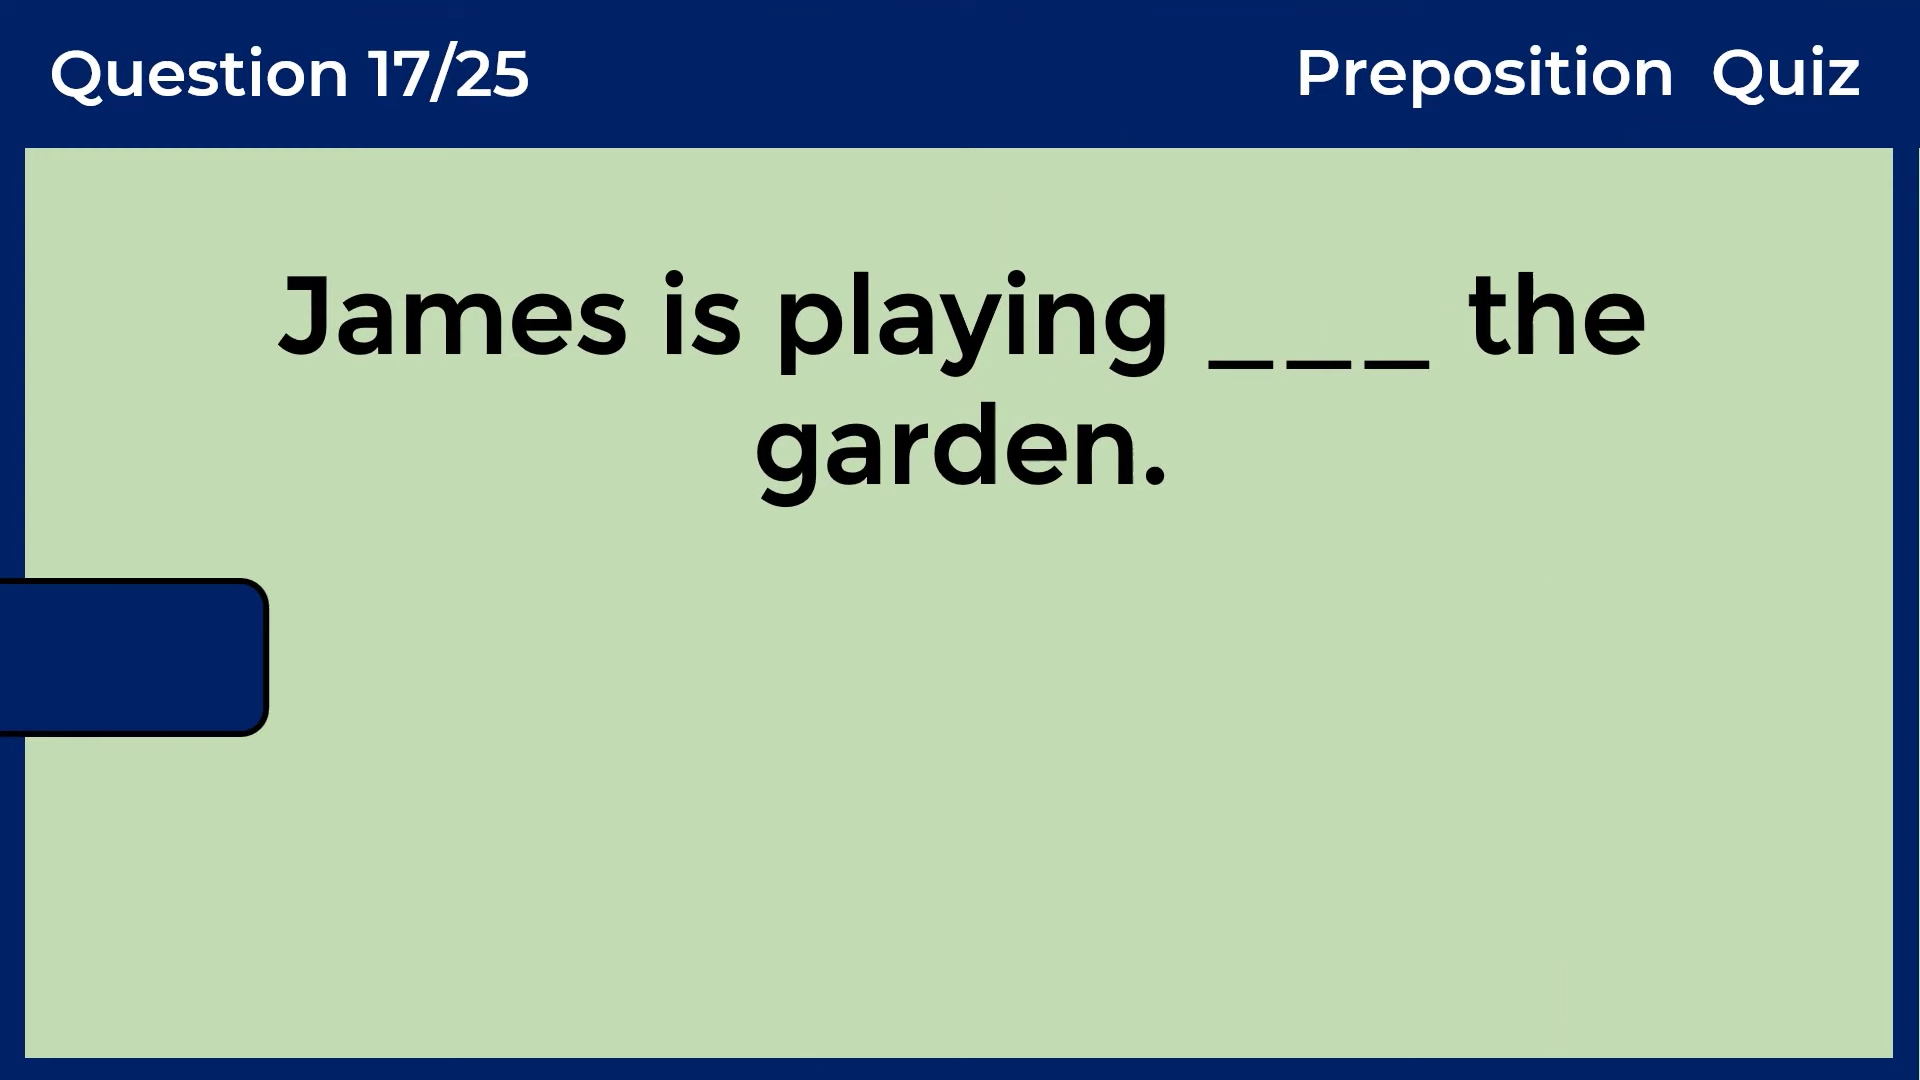 Question 17/25
Preposition Quiz
James is playing ___ the
garden.